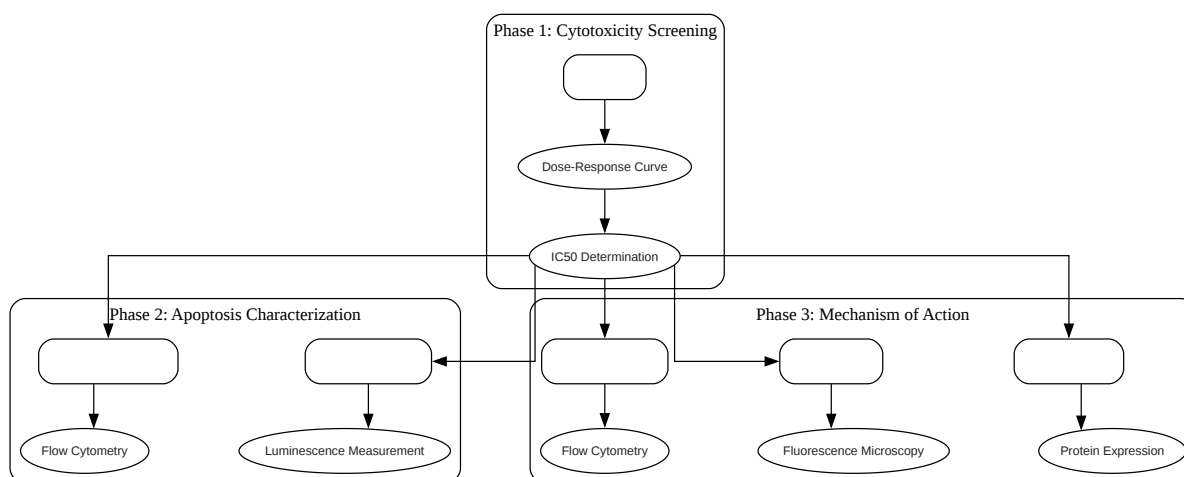 Phase 1: Cytotoxicity Screening
Dose-Response Curve
IC50 Determination
Phase 2: Apoptosis Characterization
Phase 3: Mechanism of Action
Flow Cytometry
Luminescence Measurement
Flow Cytometry
Fluorescence Microscopy
Protein Expression